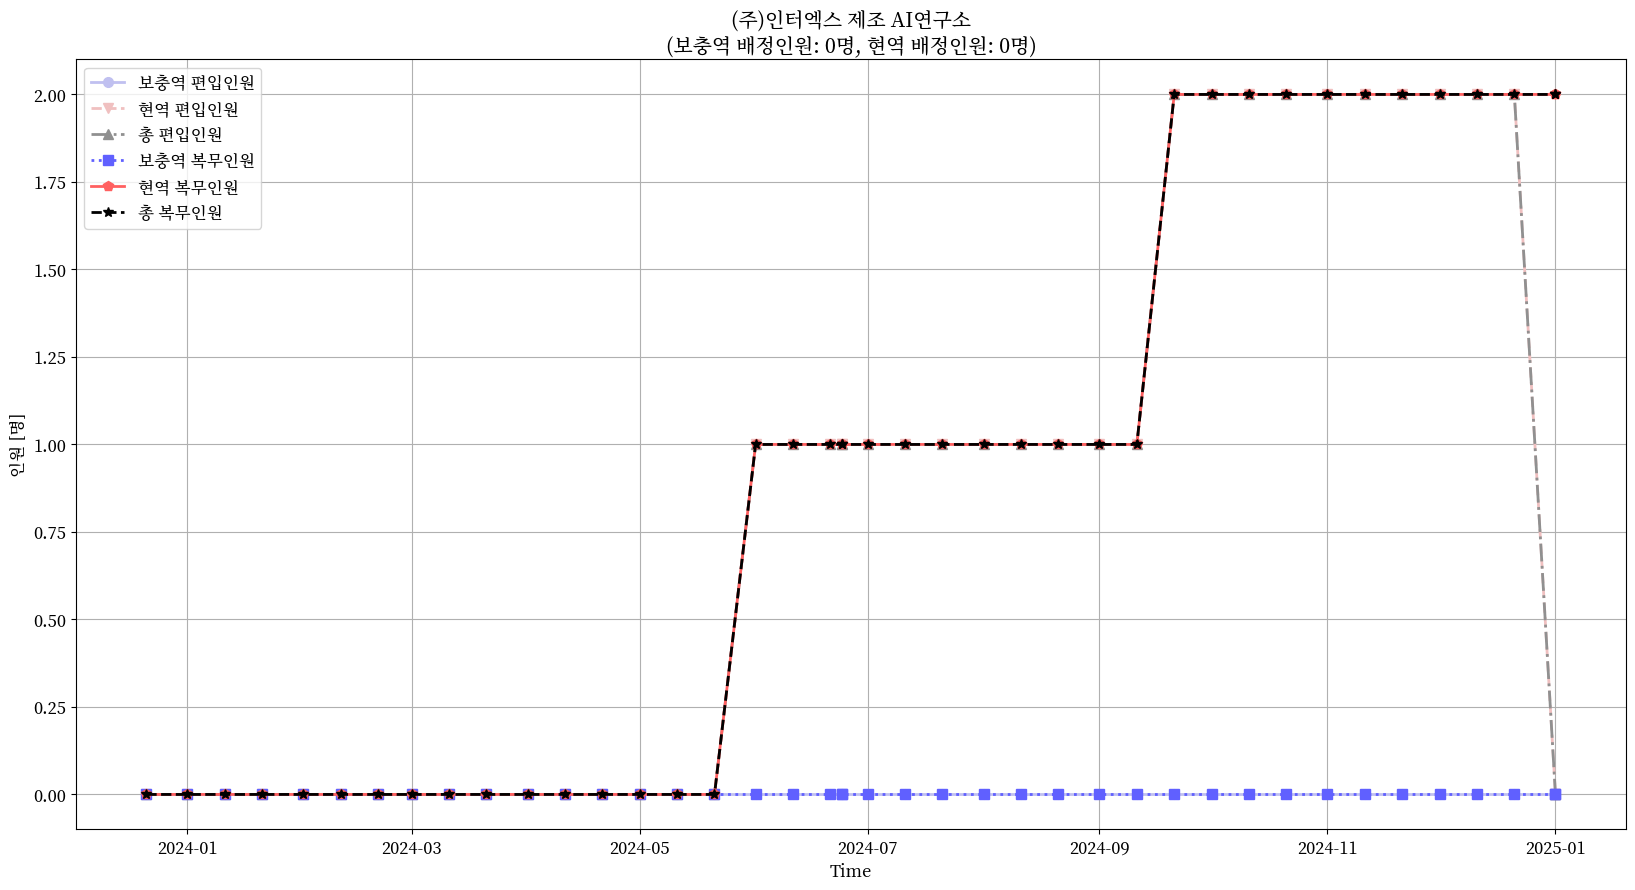 (주)인터엑스 제조 AI연구소
(보충역 배정인원: 0명, 현역 배정인원: 0명)
보충역 편입인원
현역 편입인원
총 편입인원
보충역 복무인원
현역 복무인원
총 복무인원
2.00
1.75
1.50
1.25
1.00
0.75
0.50
0.25
0.00
인원 [명]
2024-01
2024-03
2024-05
2024-07
2024-09
2024-11
2025-01
Time